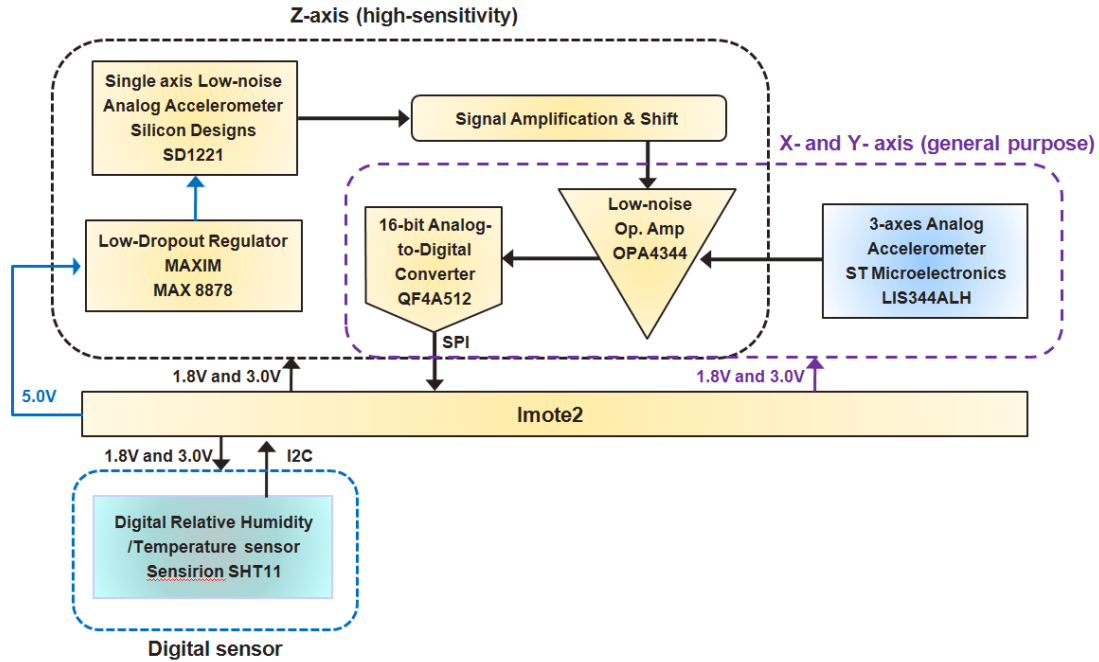 Z-axis (high-sensitivity)
Single axis Low-noise
Analog Accelerometer
Silicon Designs
SD1221
Signal Amplification & Shift
X- and Y- axis (general purpose)
Low-Dropout Regulator
MAXIM
MAX 8878
16-bit Analog-
to-Digital
Converter
QF4A512
Low-noise
Op. Amp
OPA4344
3-axes Analog
Accelerometer
ST Microelectronics
LIS344ALH
SPI
1.8V and 3.0V
1.8V and 3.0V
5.0V
Imote2
1.8V and 3.0V
I2C
Digital Relative Humidity
/Temperature sensor
Sensirion SHT11
Digital sensor